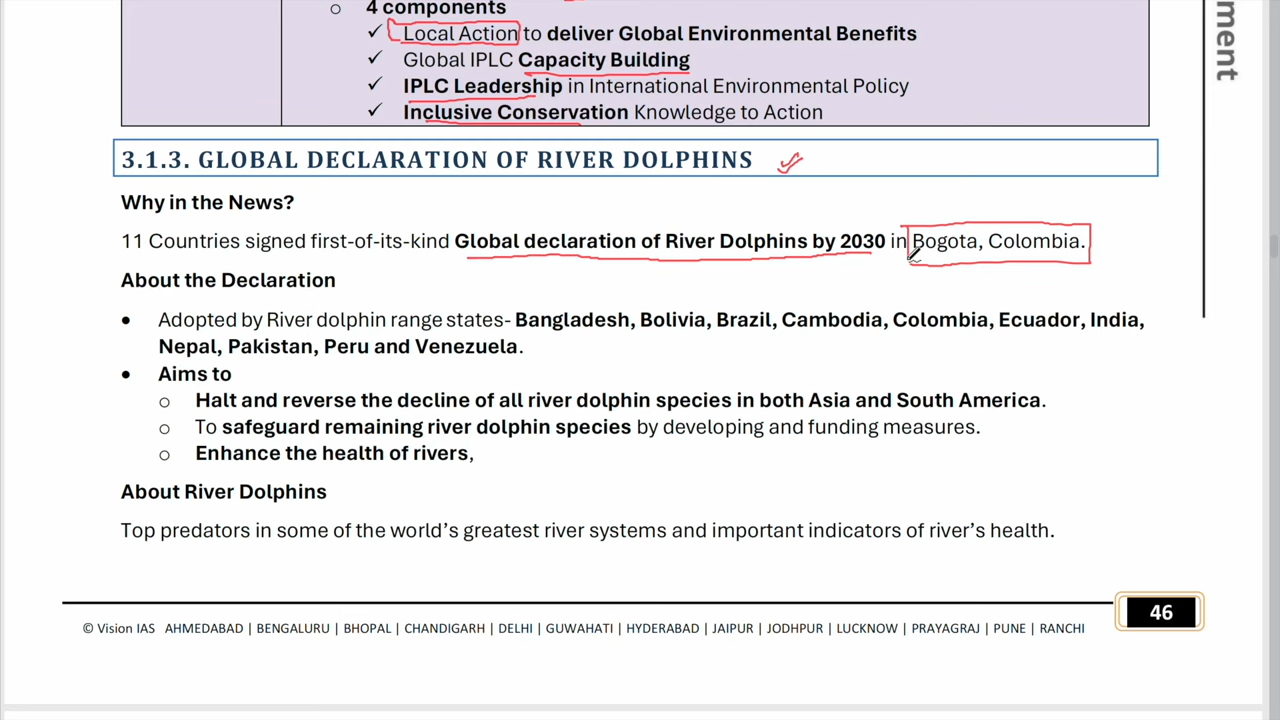 4 components
Local Action to deliver Global Environmental Benefits
Global IPLC Capacity Building
IPLC Leadership in International Environmental Policy
Inclusive Conservation Knowledge to Action
ment
3.1.3. GLOBAL DECLARATION OF RIVER DOLPHINS
Why in the News?
11 Countries signed first-of-its-kind Global declaration of River Dolphins by 2030 in Bogota, Colombia.
About the Declaration
Adopted by River dolphin range states- Bangladesh, Bolivia, Brazil, Cambodia, Colombia, Ecuador, India,
Nepal, Pakistan, Peru and Venezuela.
Aims to
Halt and reverse the decline of all river dolphin species in both Asia and South America.
To safeguard remaining river dolphin species by developing and funding measures.
Enhance the health of rivers,
About River Dolphins
Top predators in some of the world's greatest river systems and important indicators of river's health.
46
© Vision IAS AHMEDABAD | BENGALURU | BHOPAL | CHANDIGARH | DELHI | GUWAHATI | HYDERABAD | JAIPUR | JODHPUR | LUCKNOW | PRAYAGRAJ | PUNE | RANCHI